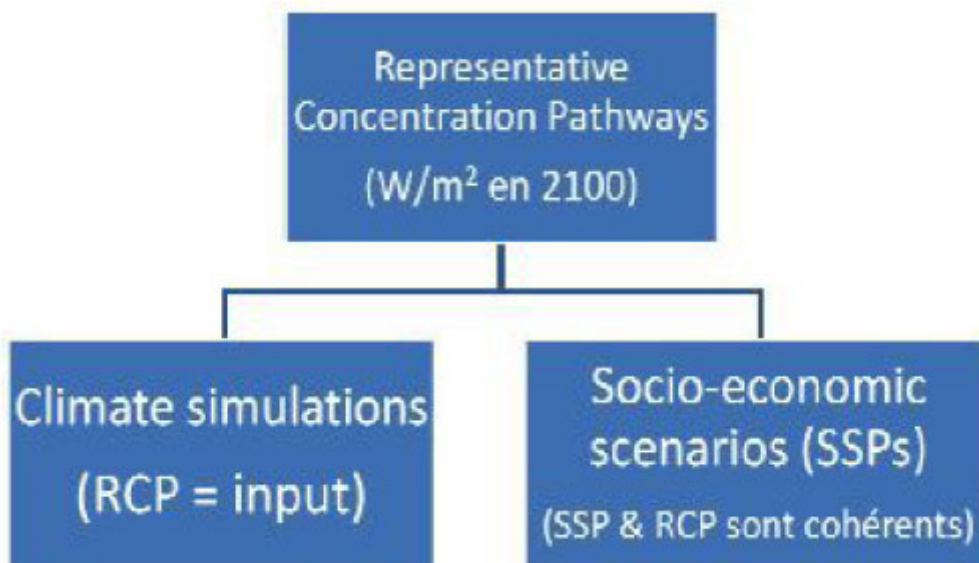 Representative
Concentration Pathways
(W/m² en 2100)
Climate simulations
(RCP = input)
Socio-economic
scenarios (SSPs)
(SSP & RCP sont cohérents)